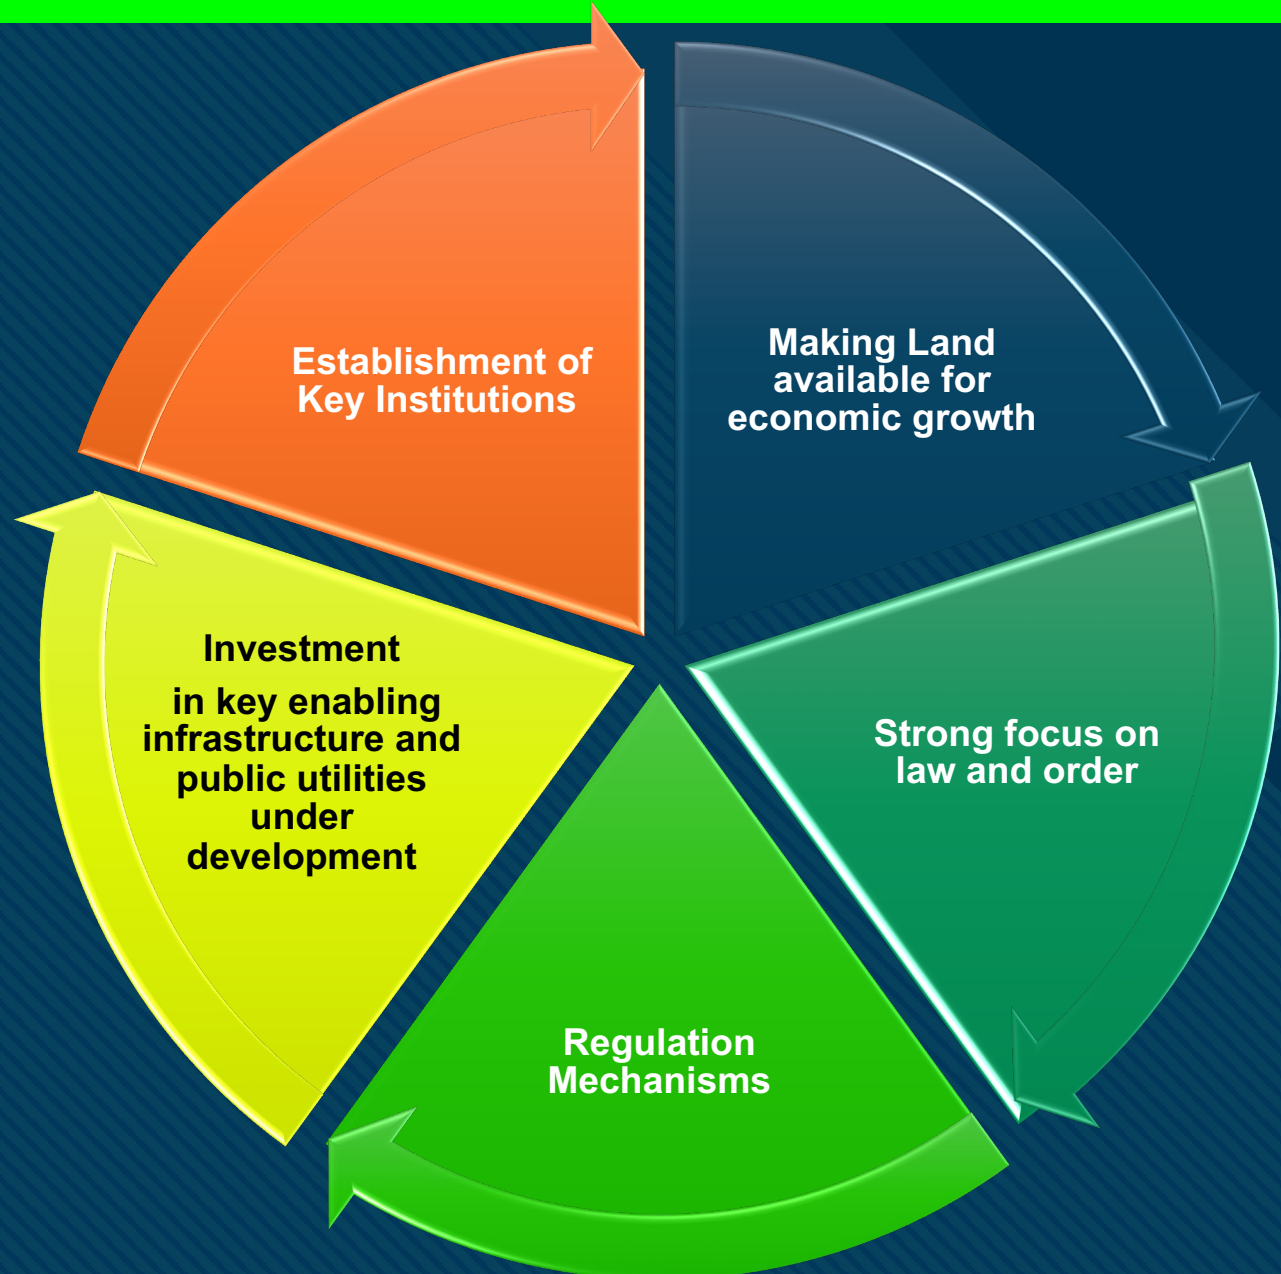 Establishment of
Key Institutions
Making Land
available for
economic growth
Investment
in key enabling
infrastructure and
public utilities
under
development
Strong focus on
law and order
Regulation
Mechanisms